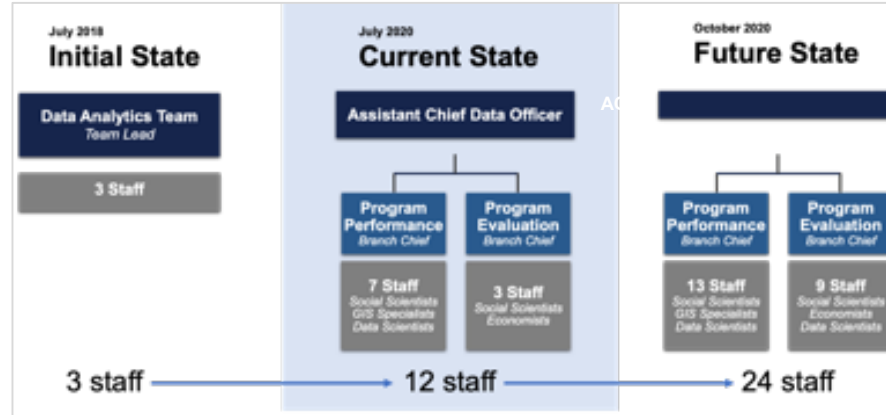 July 2018
Initial State
Data Analytics Team
Team Lead
3 Staff
3 staff
July 2020
Current State
Assistant Chief Data Officer
Program
Performance
Branch Chief
7 Staff
Social Scientists
GIS Specialists
Data Scientists
Program
Evaluation
Branch Chief
3 Staff
Social Scientists
Economists
12 staff
October 2020
Future State
Program
Performance
Branch Chief
13 Staff
Social Scientists
GIS Specialists
Data Scientists
Program
Evaluation
Branch Chief
9 Staff
Social Scientists
Economists
Data Scientists
24 staff